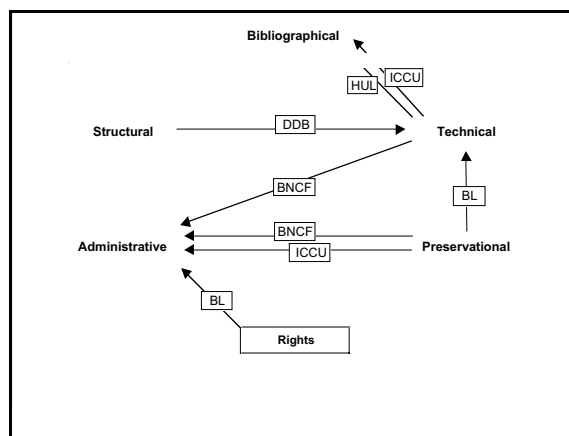 Bibliographical
ICCU
HUL
Structural
DDB
Technical
BNCF
BL
BNCF
Administrative
Preservational
ICCU
BL
Rights